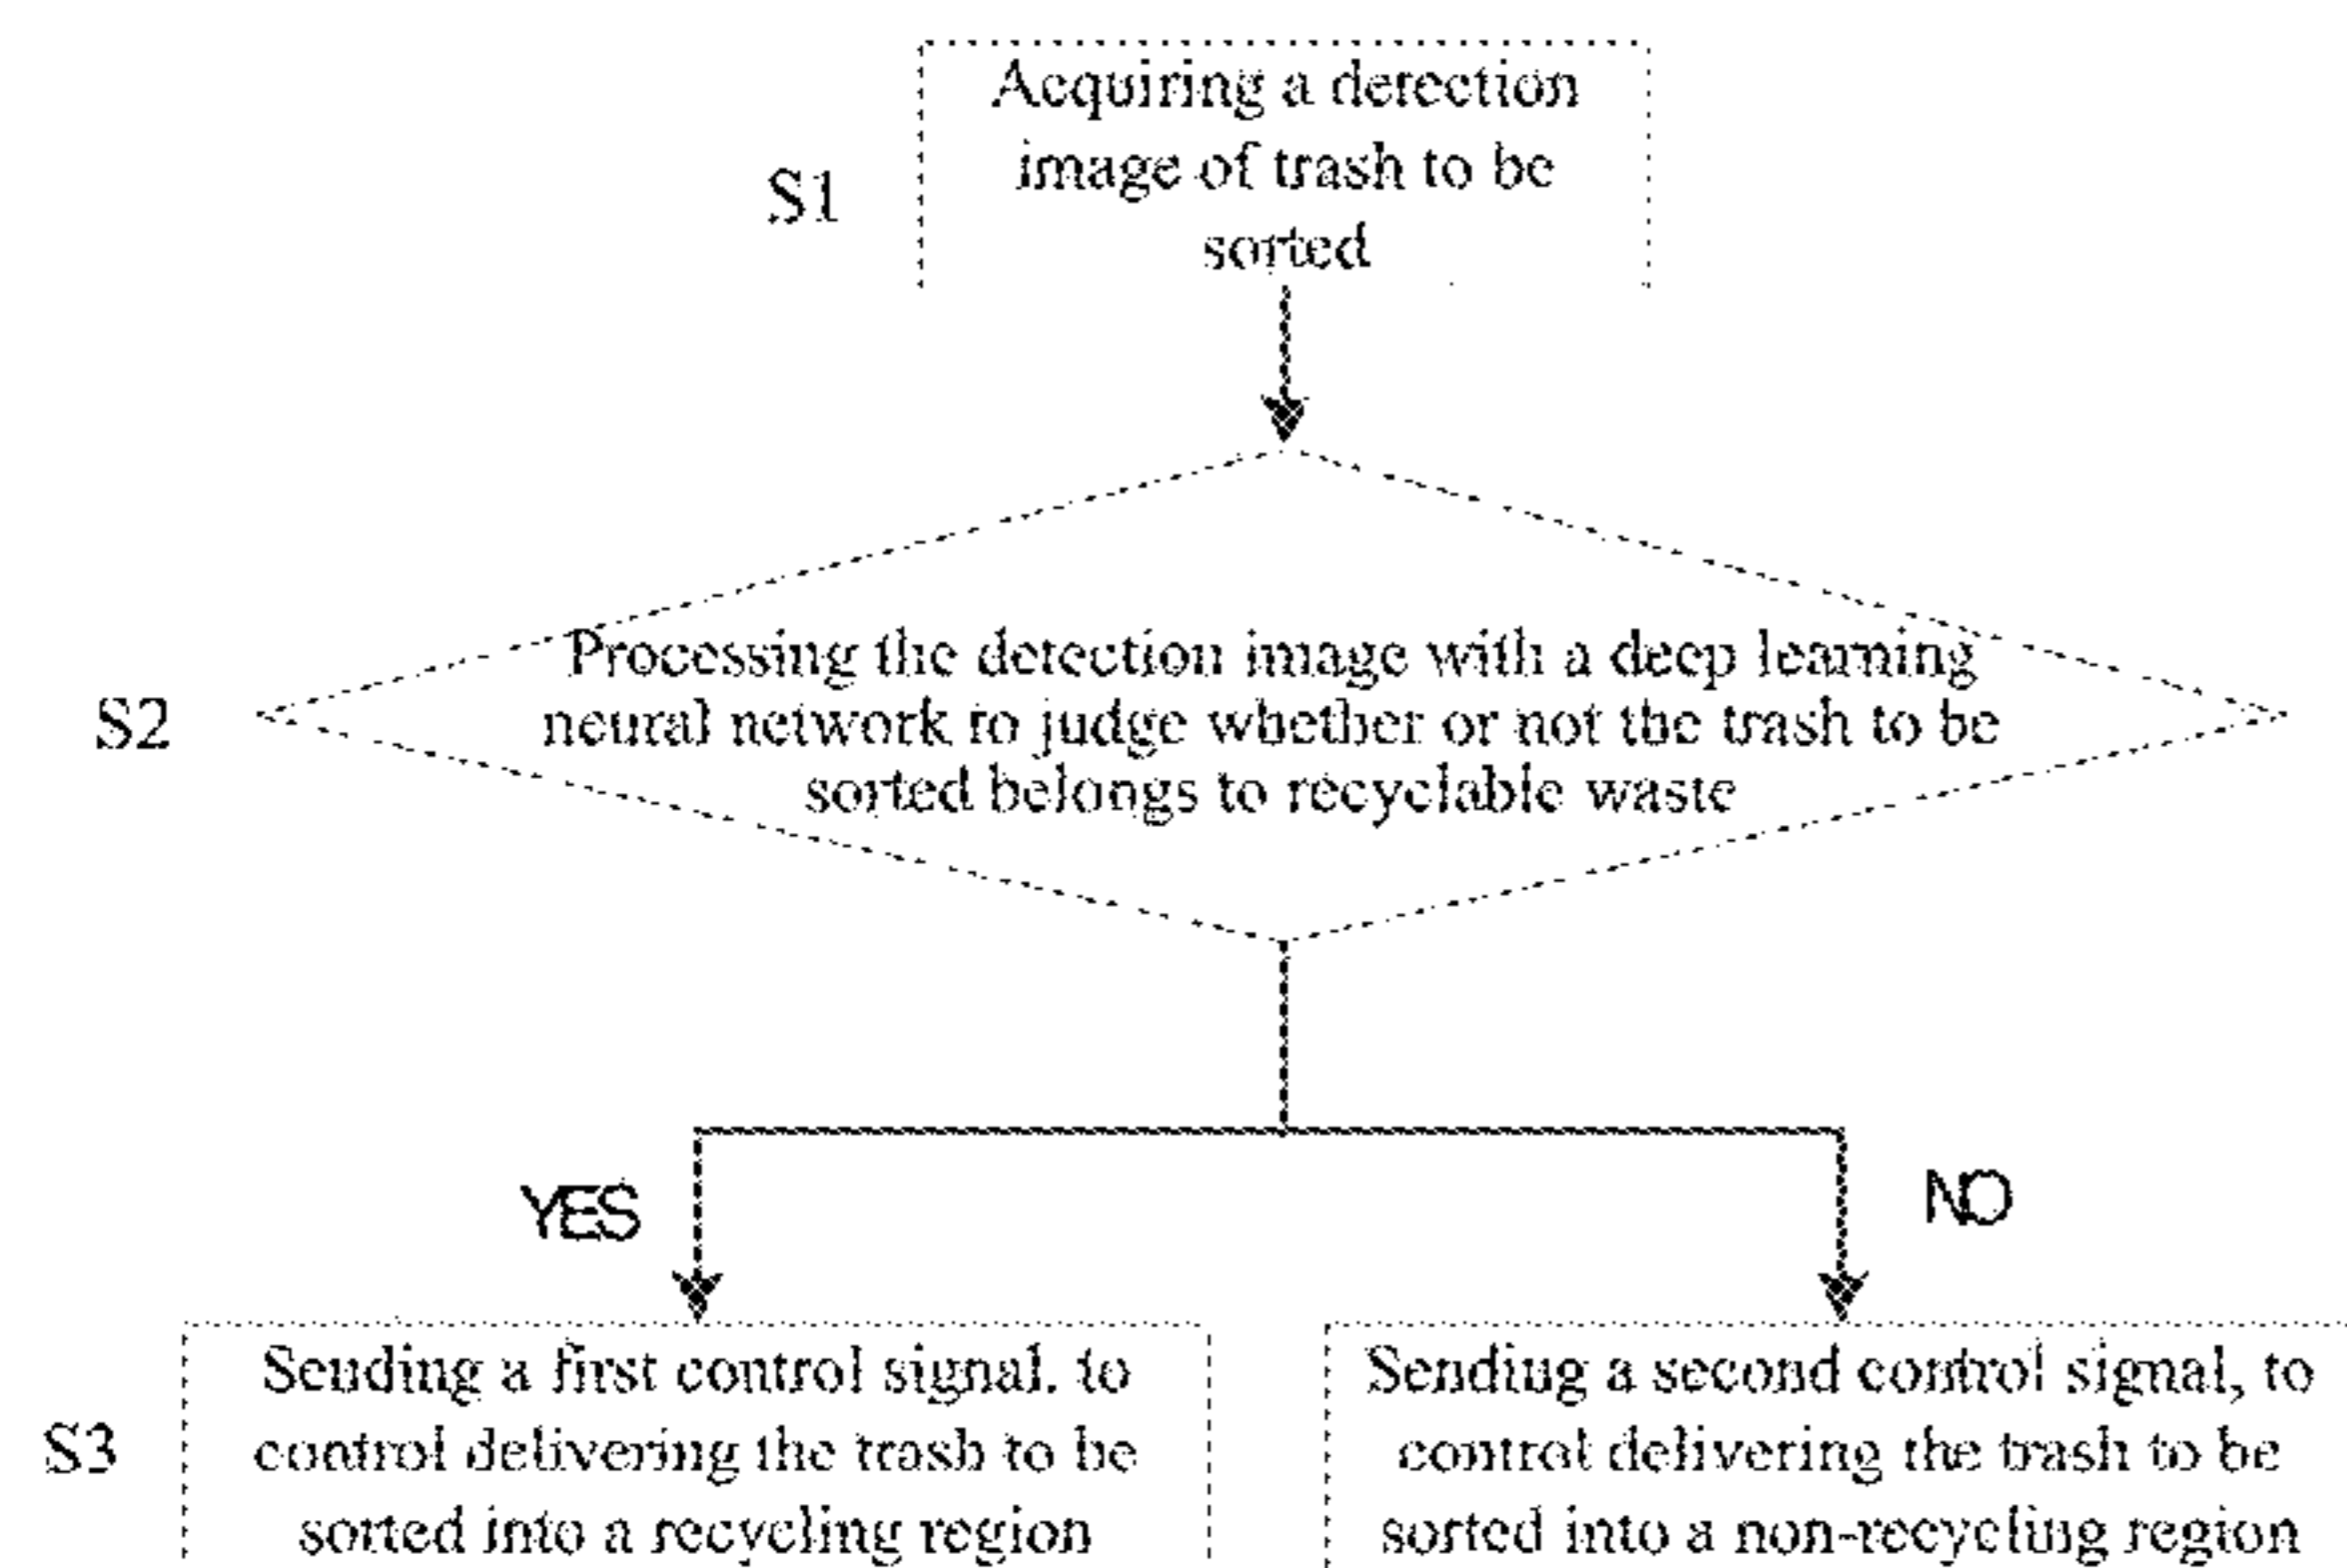 Acquiring a detection
image of trash to be
sorted
S1
Processing the detection image with a deep learning
neural network to judge whether or not the trash to be
sorted belongs to recyclable waste
S2
YES
NO
Sending a first control signal, to
control delivering the trash to be
sorted into a recycling region
S3
Sending a second control signal, to
control delivering the trash to be
sorted into a non-recycling region